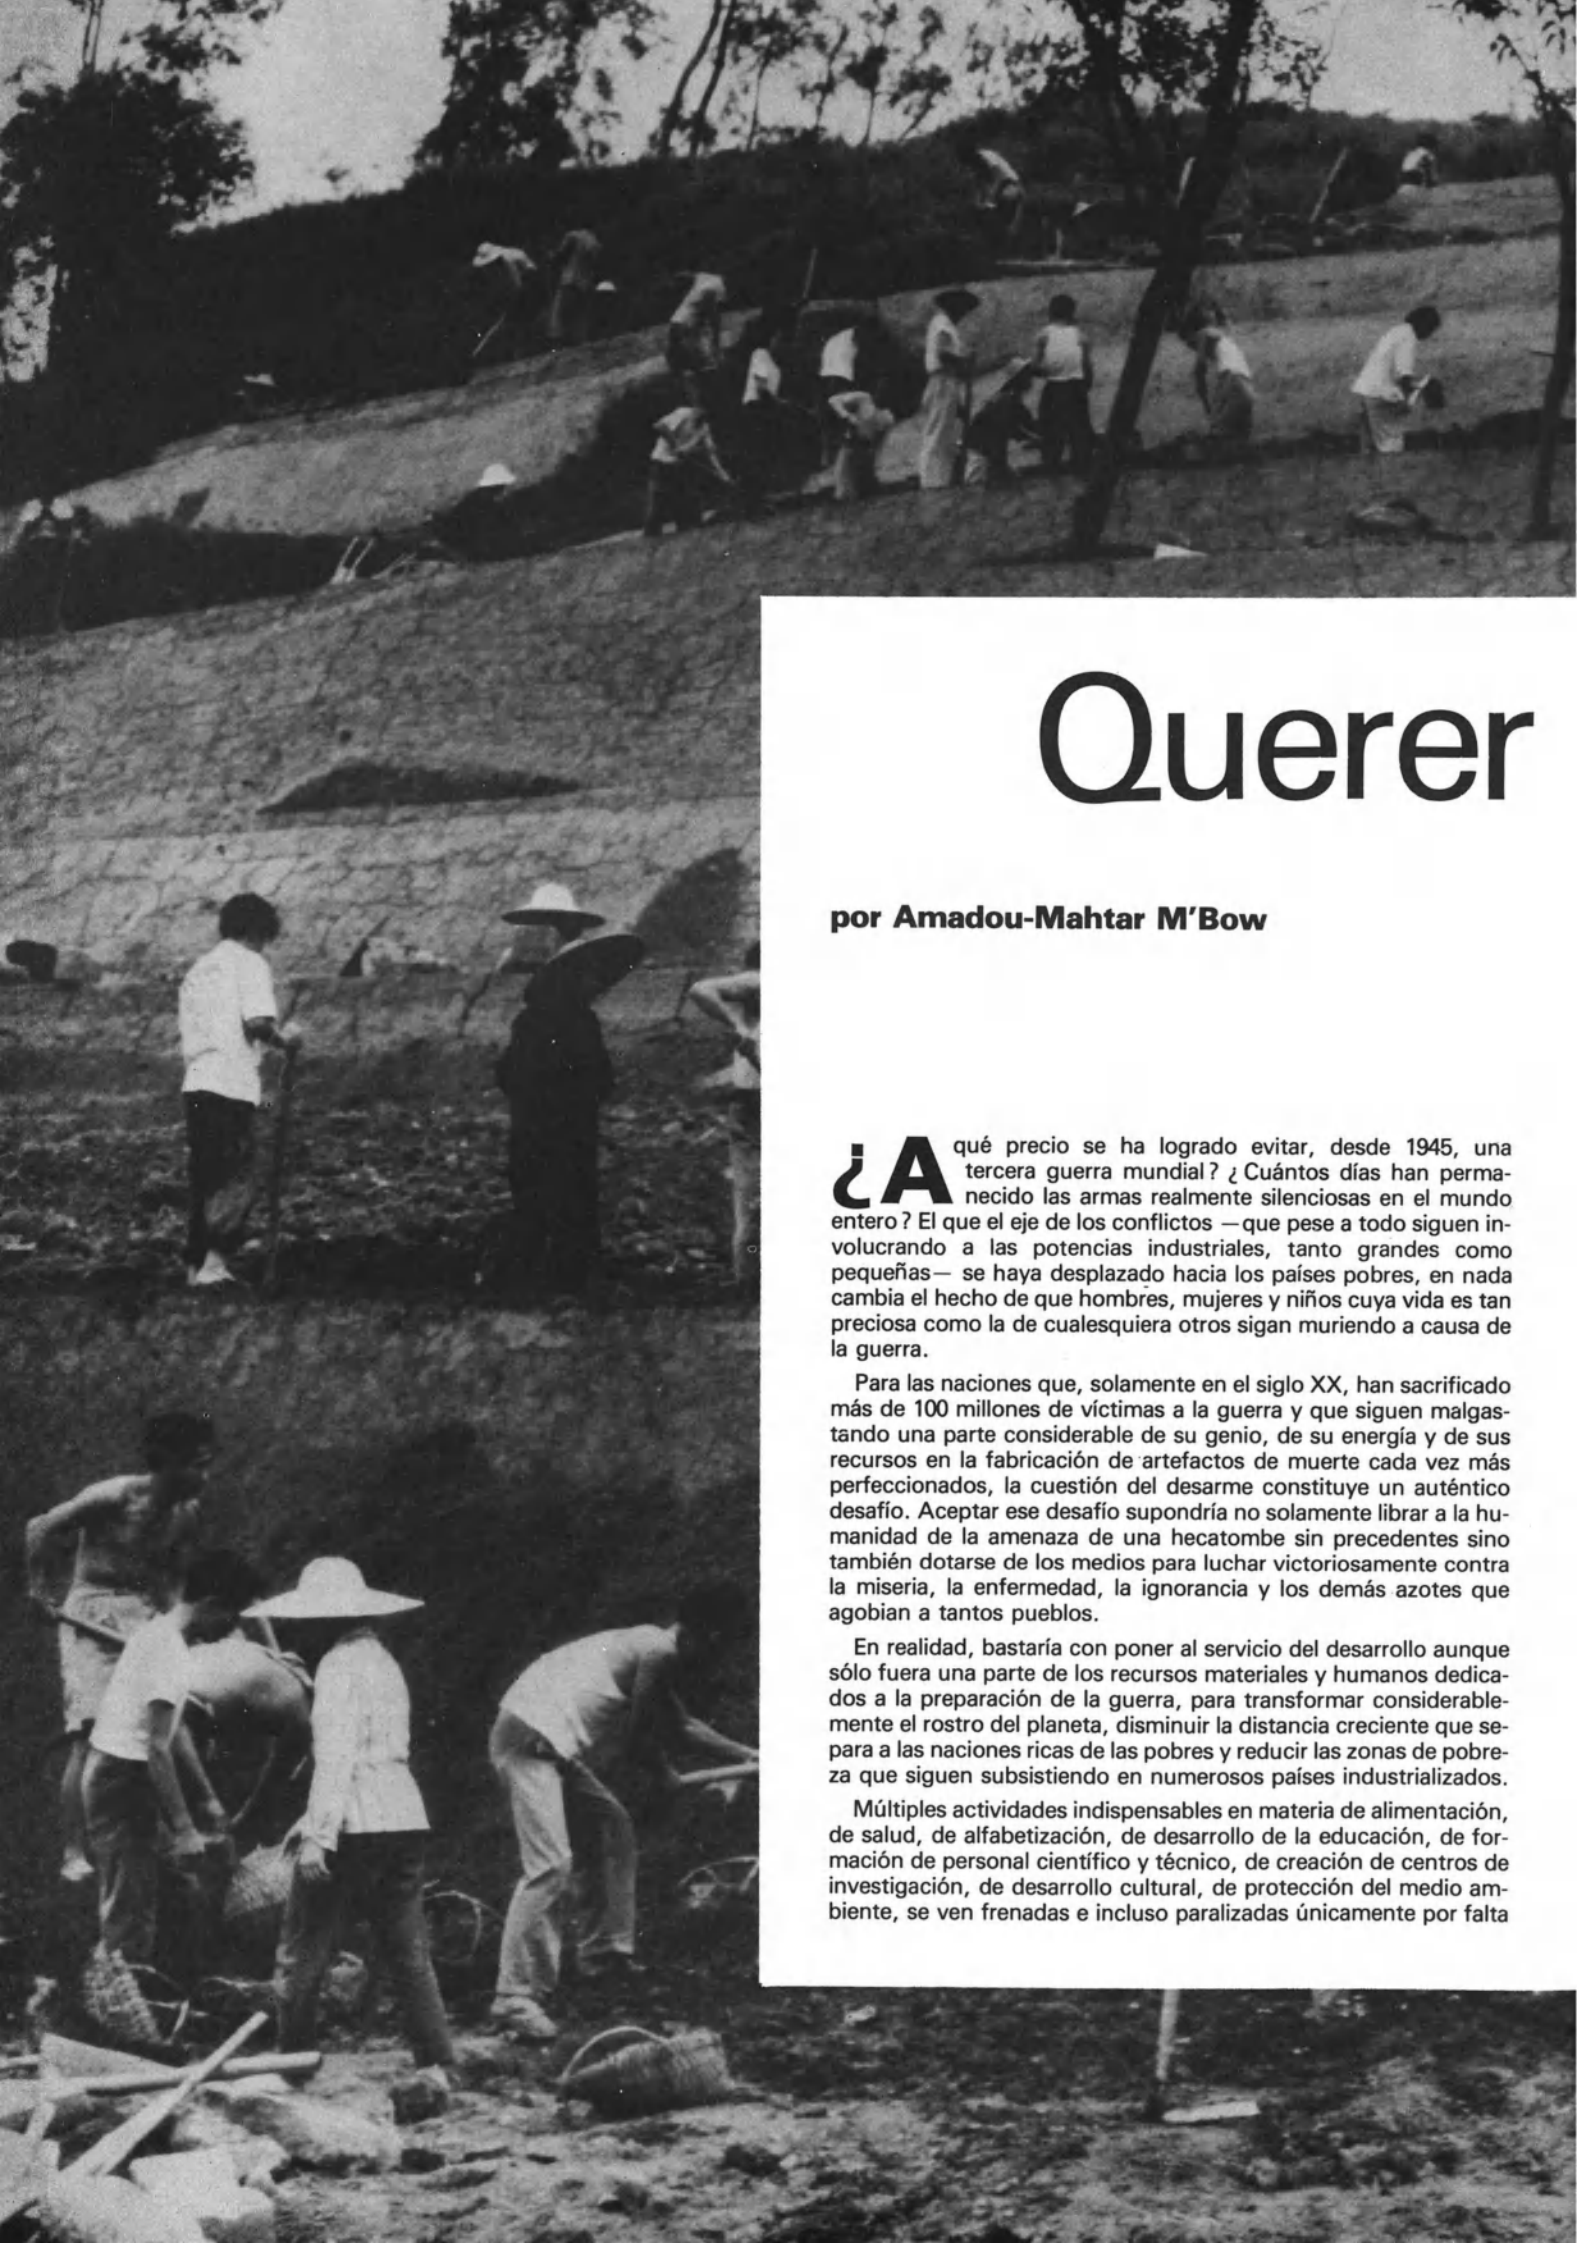 Querer
por Amadou-Mahtar M'Bow
¿A qué precio se ha logrado evitar, desde 1945, una
tercera guerra mundial? ¿Cuántos días han perma-
necido las armas realmente silenciosas en el mundo
entero? El que el eje de los conflictos —que pese a todo siguen in-
volucrando a las potencias industriales, tanto grandes como
pequeñas— se haya desplazado hacia los países pobres, en nada
cambia el hecho de que hombres, mujeres y niños cuya vida es tan
preciosa como la de cualesquiera otros sigan muriendo a causa de
la guerra.
Para las naciones que, solamente en el siglo XX, han sacrificado
más de 100 millones de víctimas a la guerra y que siguen malgas-
tando una parte considerable de su genio, de su energía y de sus
recursos en la fabricación de artefactos de muerte cada vez más
perfeccionados, la cuestión del desarme constituye un auténtico
desafío. Aceptar ese desafío supondría no solamente librar a la hu-
manidad de la amenaza de una hecatombe sin precedentes sino
también dotarse de los medios para luchar victoriosamente contra
la miseria, la enfermedad, la ignorancia y los demás azotes que
agobian a tantos pueblos.
En realidad, bastaría con poner al servicio del desarrollo aunque
sólo fuera una parte de los recursos materiales y humanos dedica-
dos a la preparación de la guerra, para transformar considerable-
mente el rostro del planeta, disminuir la distancia creciente que se-
para a las naciones ricas de las pobres y reducir las zonas de pobre-
za que siguen subsistiendo en numerosos países industrializados.
Múltiples actividades indispensables en materia de alimentación,
de salud, de alfabetización, de desarrollo de la educación, de for-
mación de personal científico y técnico, de creación de centros de
investigación, de desarrollo cultural, de protección del medio am-
biente, se ven frenadas e incluso paralizadas únicamente por falta